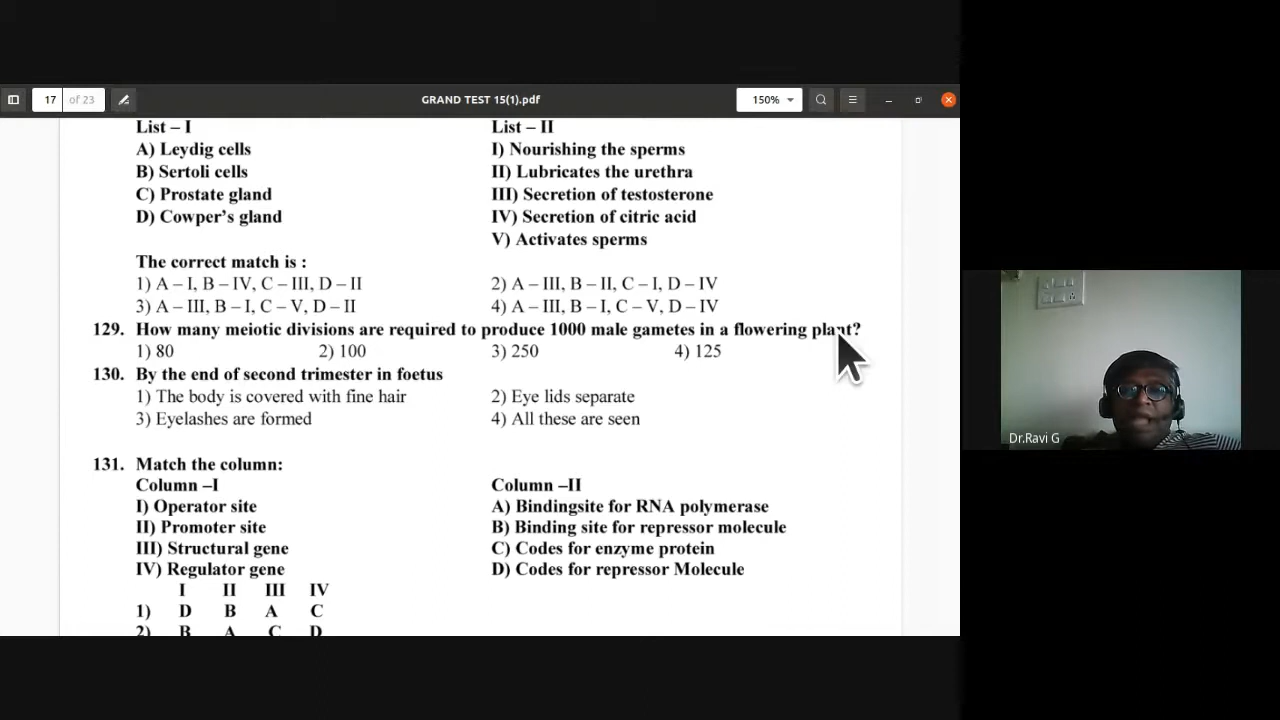 17 of 23
GRAND TEST 15(1).pdf
150%
List – I List – II
A) Leydig cells I) Nourishing the sperms
B) Sertoli cells II) Lubricates the urethra
C) Prostate gland III) Secretion of testosterone
D) Cowper’s gland IV) Secretion of citric acid
V) Activates sperms
The correct match is :
1) A – I, B – IV, C – III, D – II 2) A – III, B – II, C – I, D – IV
3) A – III, B – I, C – V, D – II 4) A – III, B – I, C – V, D – IV
129. How many meiotic divisions are required to produce 1000 male gametes in a flowering plant?
1) 80 2) 100 3) 250 4) 125
130. By the end of second trimester in foetus
1) The body is covered with fine hair 2) Eye lids separate
3) Eyelashes are formed 4) All these are seen
131. Match the column:
Column –I Column –II
I) Operator site A) Bindingsite for RNA polymerase
II) Promoter site B) Binding site for repressor molecule
III) Structural gene C) Codes for enzyme protein
IV) Regulator gene D) Codes for repressor Molecule
I II III IV
1) D B A C
2) B A C D
Dr.Ravi G